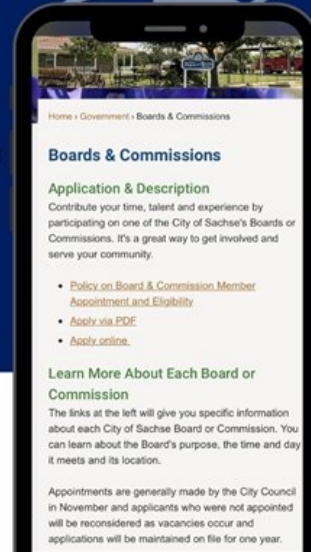 Home › Government › Boards & Commissions
Boards & Commissions
Application & Description
Contribute your time, talent and experience by
participating on one of the City of Sachse's Boards or
Commissions. It's a great way to get involved and
serve your community.
• Policy on Board & Commission Member
Appointment and Eligibility
• Apply via PDF
• Apply online
Learn More About Each Board or
Commission
The links at the left will give you specific information
about each City of Sachse Board or Commission. You
can learn about the Board's purpose, the time and day
it meets and its location.
Appointments are generally made by the City Council
in November and applicants who were not appointed
will be reconsidered as vacancies occur and
applications will be maintained on file for one year.